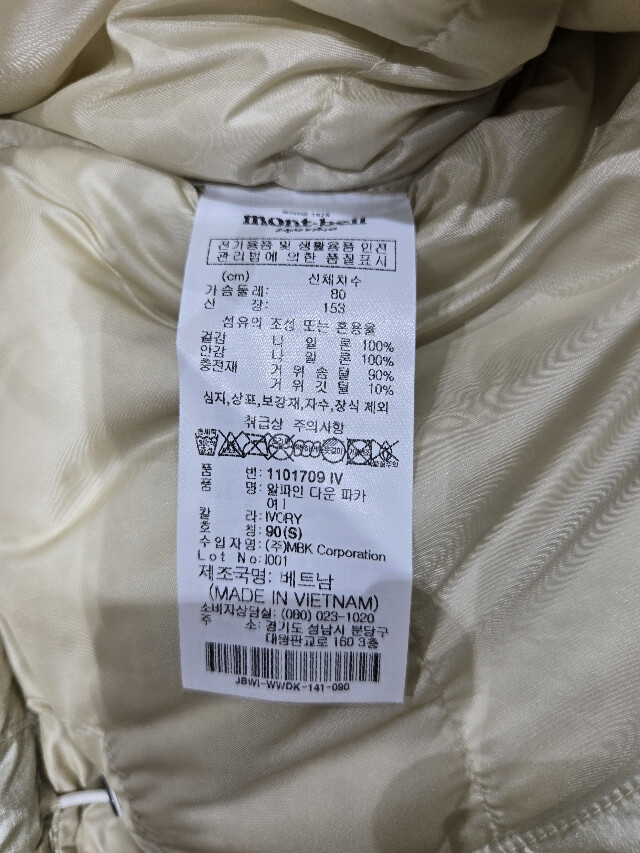 SINCE 1975
mont-bell
전기용품 및 생활용품 안전
관리법에 의한 품질표시
(cm) 신체치수
가슴둘레: 80
신 장: 153
섬유의 조성 또는 혼용율
겉감 나 일 론 100%
안감 나 일 론 100%
충전재 거 위 솜 털 90%
거 위 깃 털 10%
심지,상표,보강재,자수,장식 제외
취급상 주의사항
품 번: 1101709 IV
품 명: 알파인 다운 파카
여 I
칼 라: IVORY
호 칭: 90(S)
수입자명: (주)MBK Corporation
Lot No: I001
제조국명: 베트남
(MADE IN VIETNAM)
소비자상담실: (080) 023-1020
주 소: 경기도 성남시 분당구
대왕판교로 160 3층
JBWI-WVDK-141-090